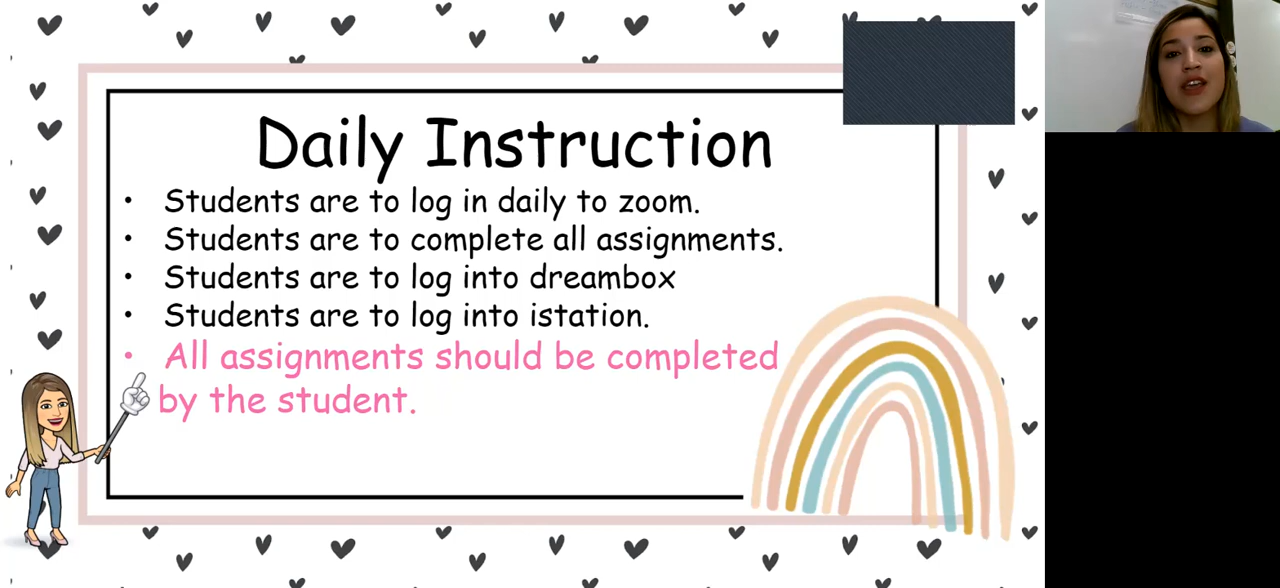 Daily Instruction
• Students are to log in daily to zoom.
• Students are to complete all assignments.
• Students are to log into dreambox
• Students are to log into istation.
• All assignments should be completed
by the student.